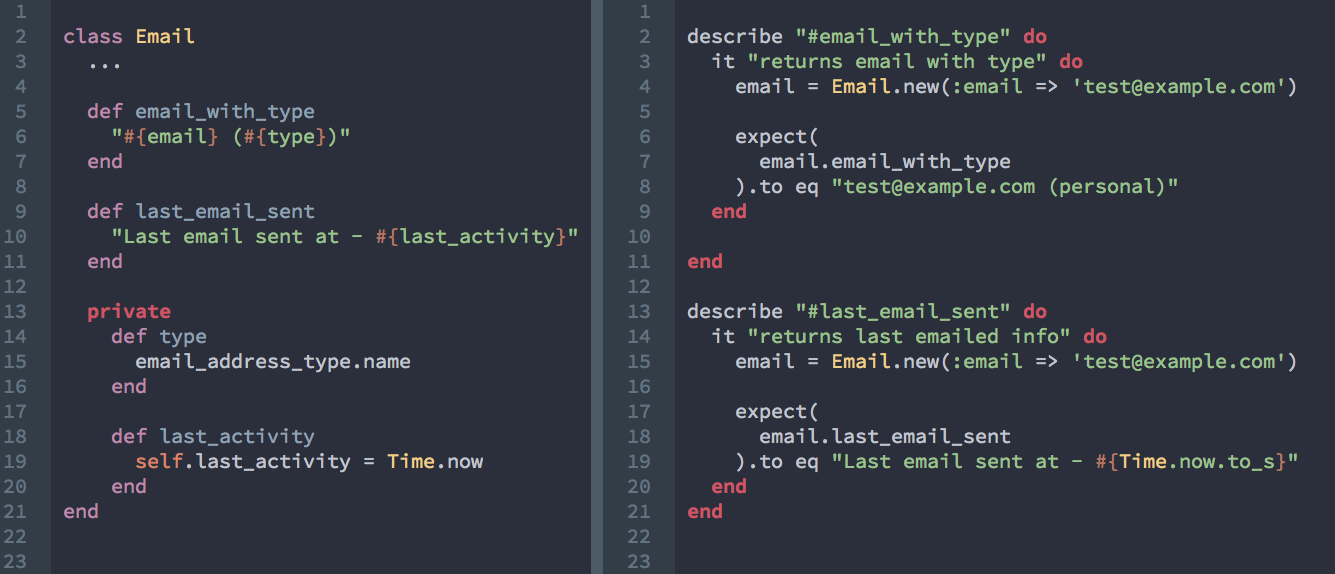 1
2 class Email
3   ...
4
5   def email_with_type
6     "#{email} (#{type})"
7   end
8
9   def last_email_sent
10     "Last email sent at - #{last_activity}"
11   end
12
13   private
14     def type
15       email_address_type.name
16     end
17
18     def last_activity
19       self.last_activity = Time.now
20     end
21 end
22
23
1
2 describe "#email_with_type" do
3   it "returns email with type" do
4     email = Email.new(:email => 'test@example.com')
5
6     expect(
7       email.email_with_type
8     ).to eq "test@example.com (personal)"
9   end
10
11 end
12
13 describe "#last_email_sent" do
14   it "returns last emailed info" do
15     email = Email.new(:email => 'test@example.com')
16
17     expect(
18       email.last_email_sent
19     ).to eq "Last email sent at - #{Time.now.to_s}"
20   end
21 end
22
23